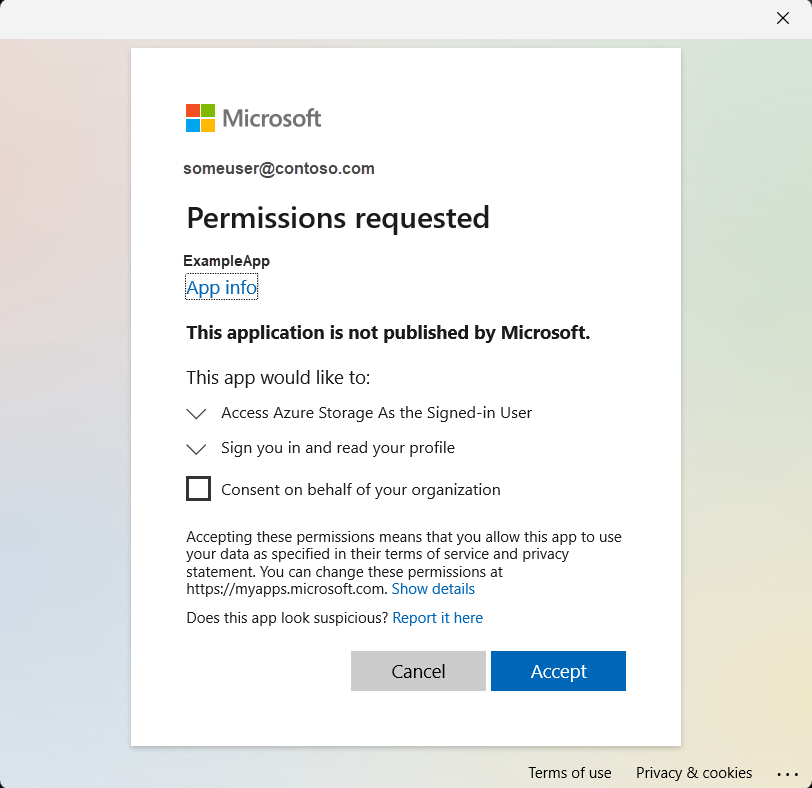 Microsoft
someuser@contoso.com
Permissions requested
ExampleApp
App info
This application is not published by Microsoft.
This app would like to:
Access Azure Storage As the Signed-in User
Sign you in and read your profile
Consent on behalf of your organization
Accepting these permissions means that you allow this app to use
your data as specified in their terms of service and privacy
statement. You can change these permissions at
https://myapps.microsoft.com. Show details
Does this app look suspicious? Report it here
Cancel Accept
Terms of use Privacy & cookies ...